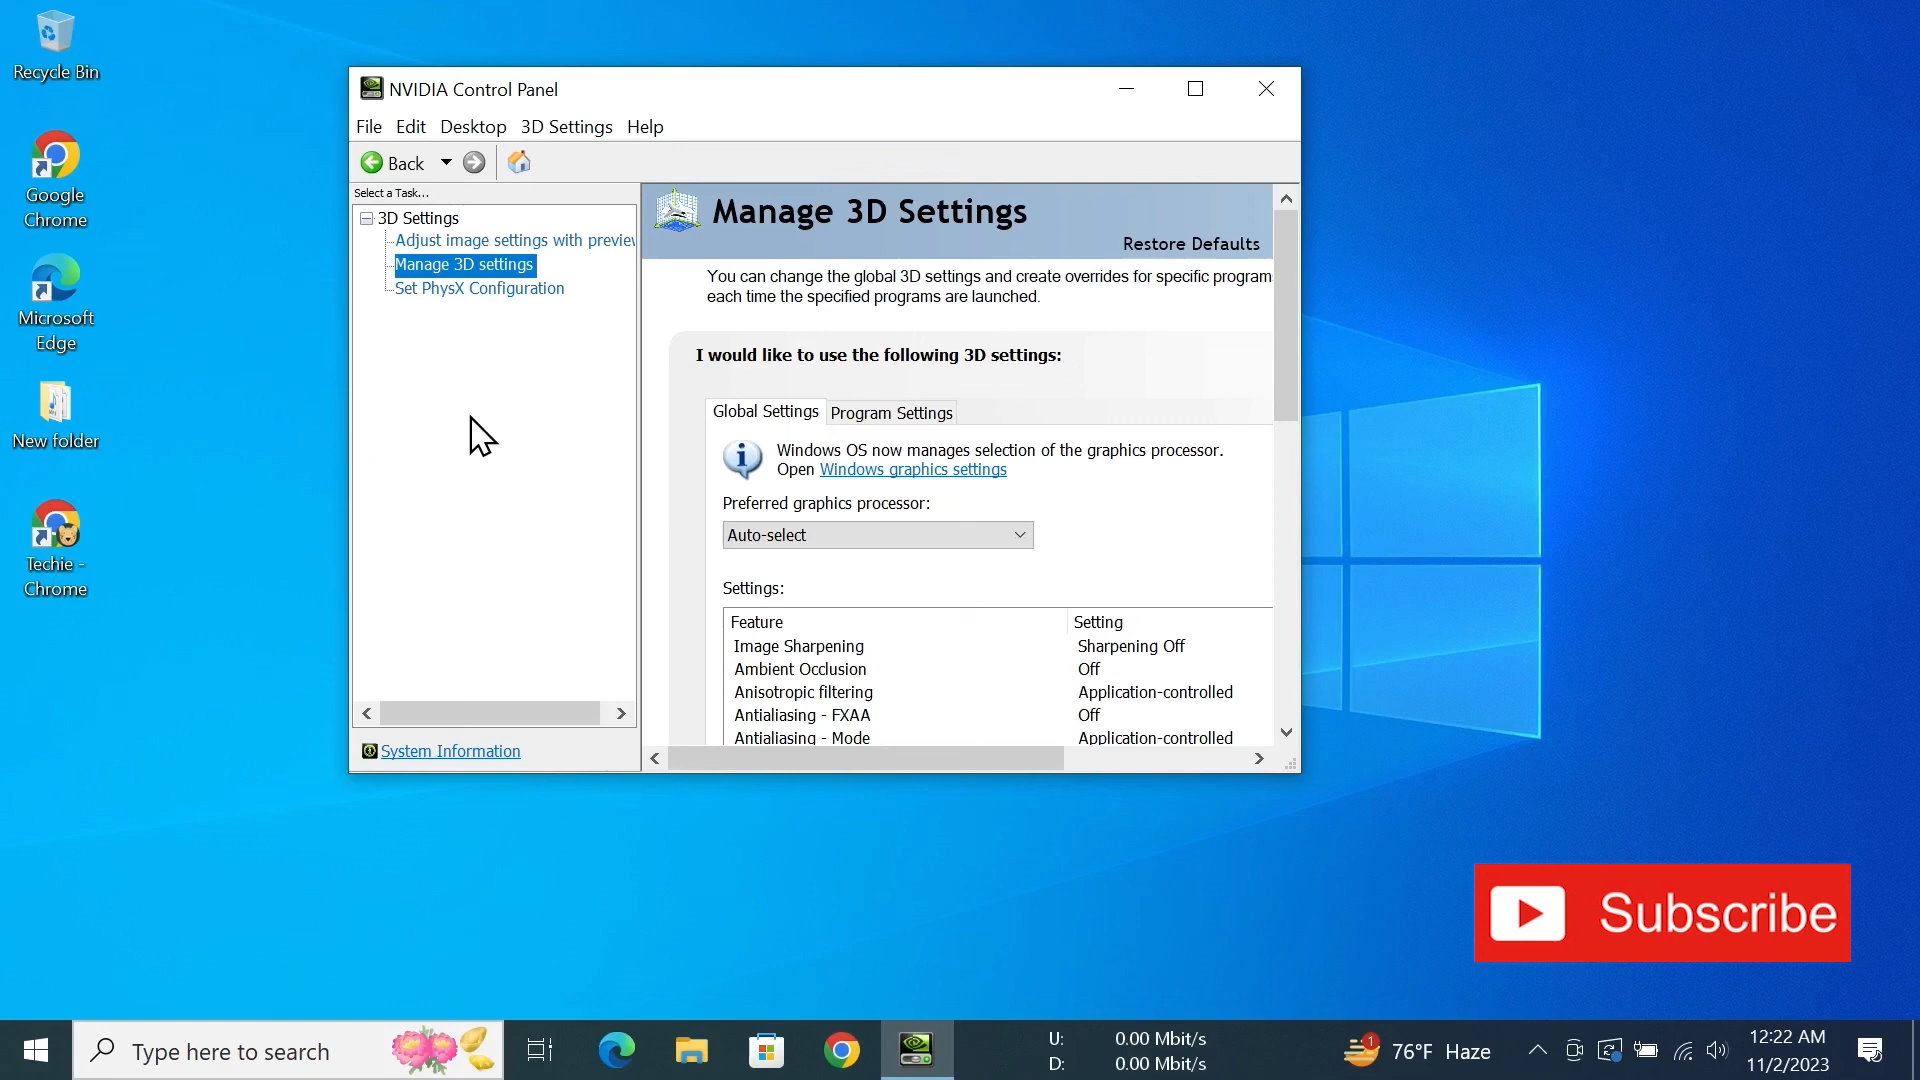 Recycle Bin
Google
Chrome
Microsoft
Edge
New folder
Techie -
Chrome
NVIDIA Control Panel
File Edit Desktop 3D Settings Help
Back
Select a Task...
3D Settings
Adjust image settings with preview
Manage 3D settings
Set PhysX Configuration
System Information
Manage 3D Settings
Restore Defaults
You can change the global 3D settings and create overrides for specific program
each time the specified programs are launched.
I would like to use the following 3D settings:
Global Settings Program Settings
Windows OS now manages selection of the graphics processor.
Open Windows graphics settings
Preferred graphics processor:
Auto-select
Settings:
Feature Setting
Image Sharpening Sharpening Off
Ambient Occlusion Off
Anisotropic filtering Application-controlled
Antialiasing - FXAA Off
Antialiasing - Mode Application-controlled
Subscribe
Type here to search
U: 0.00 Mbit/s
D: 0.00 Mbit/s
1
76°F Haze
12:22 AM
11/2/2023